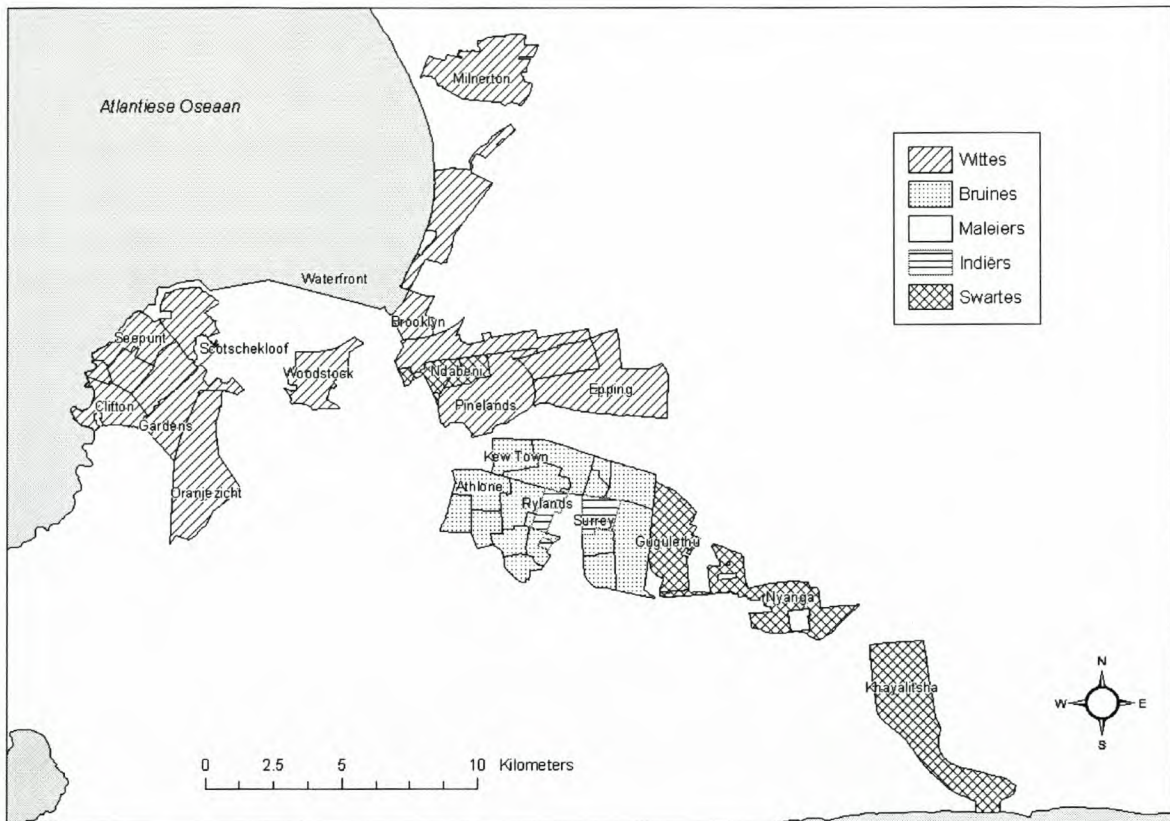 Milnerton
Atlantiese Oseaan
Wittes
Bruines
Maleiers
Indiërs
Swartes
Waterfront
Brooklyn
Seepunt
Scotschekloof
Woodstock
Ndabeni
Epping
Clifton
Pinelands
Gardens
Kew Town
Oranjezicht
Athlone
Rylands
Surrey
Gugulethu
Nyanga
Khayalitsha
N
W
E
S
0 2.5 5 10 Kilometers